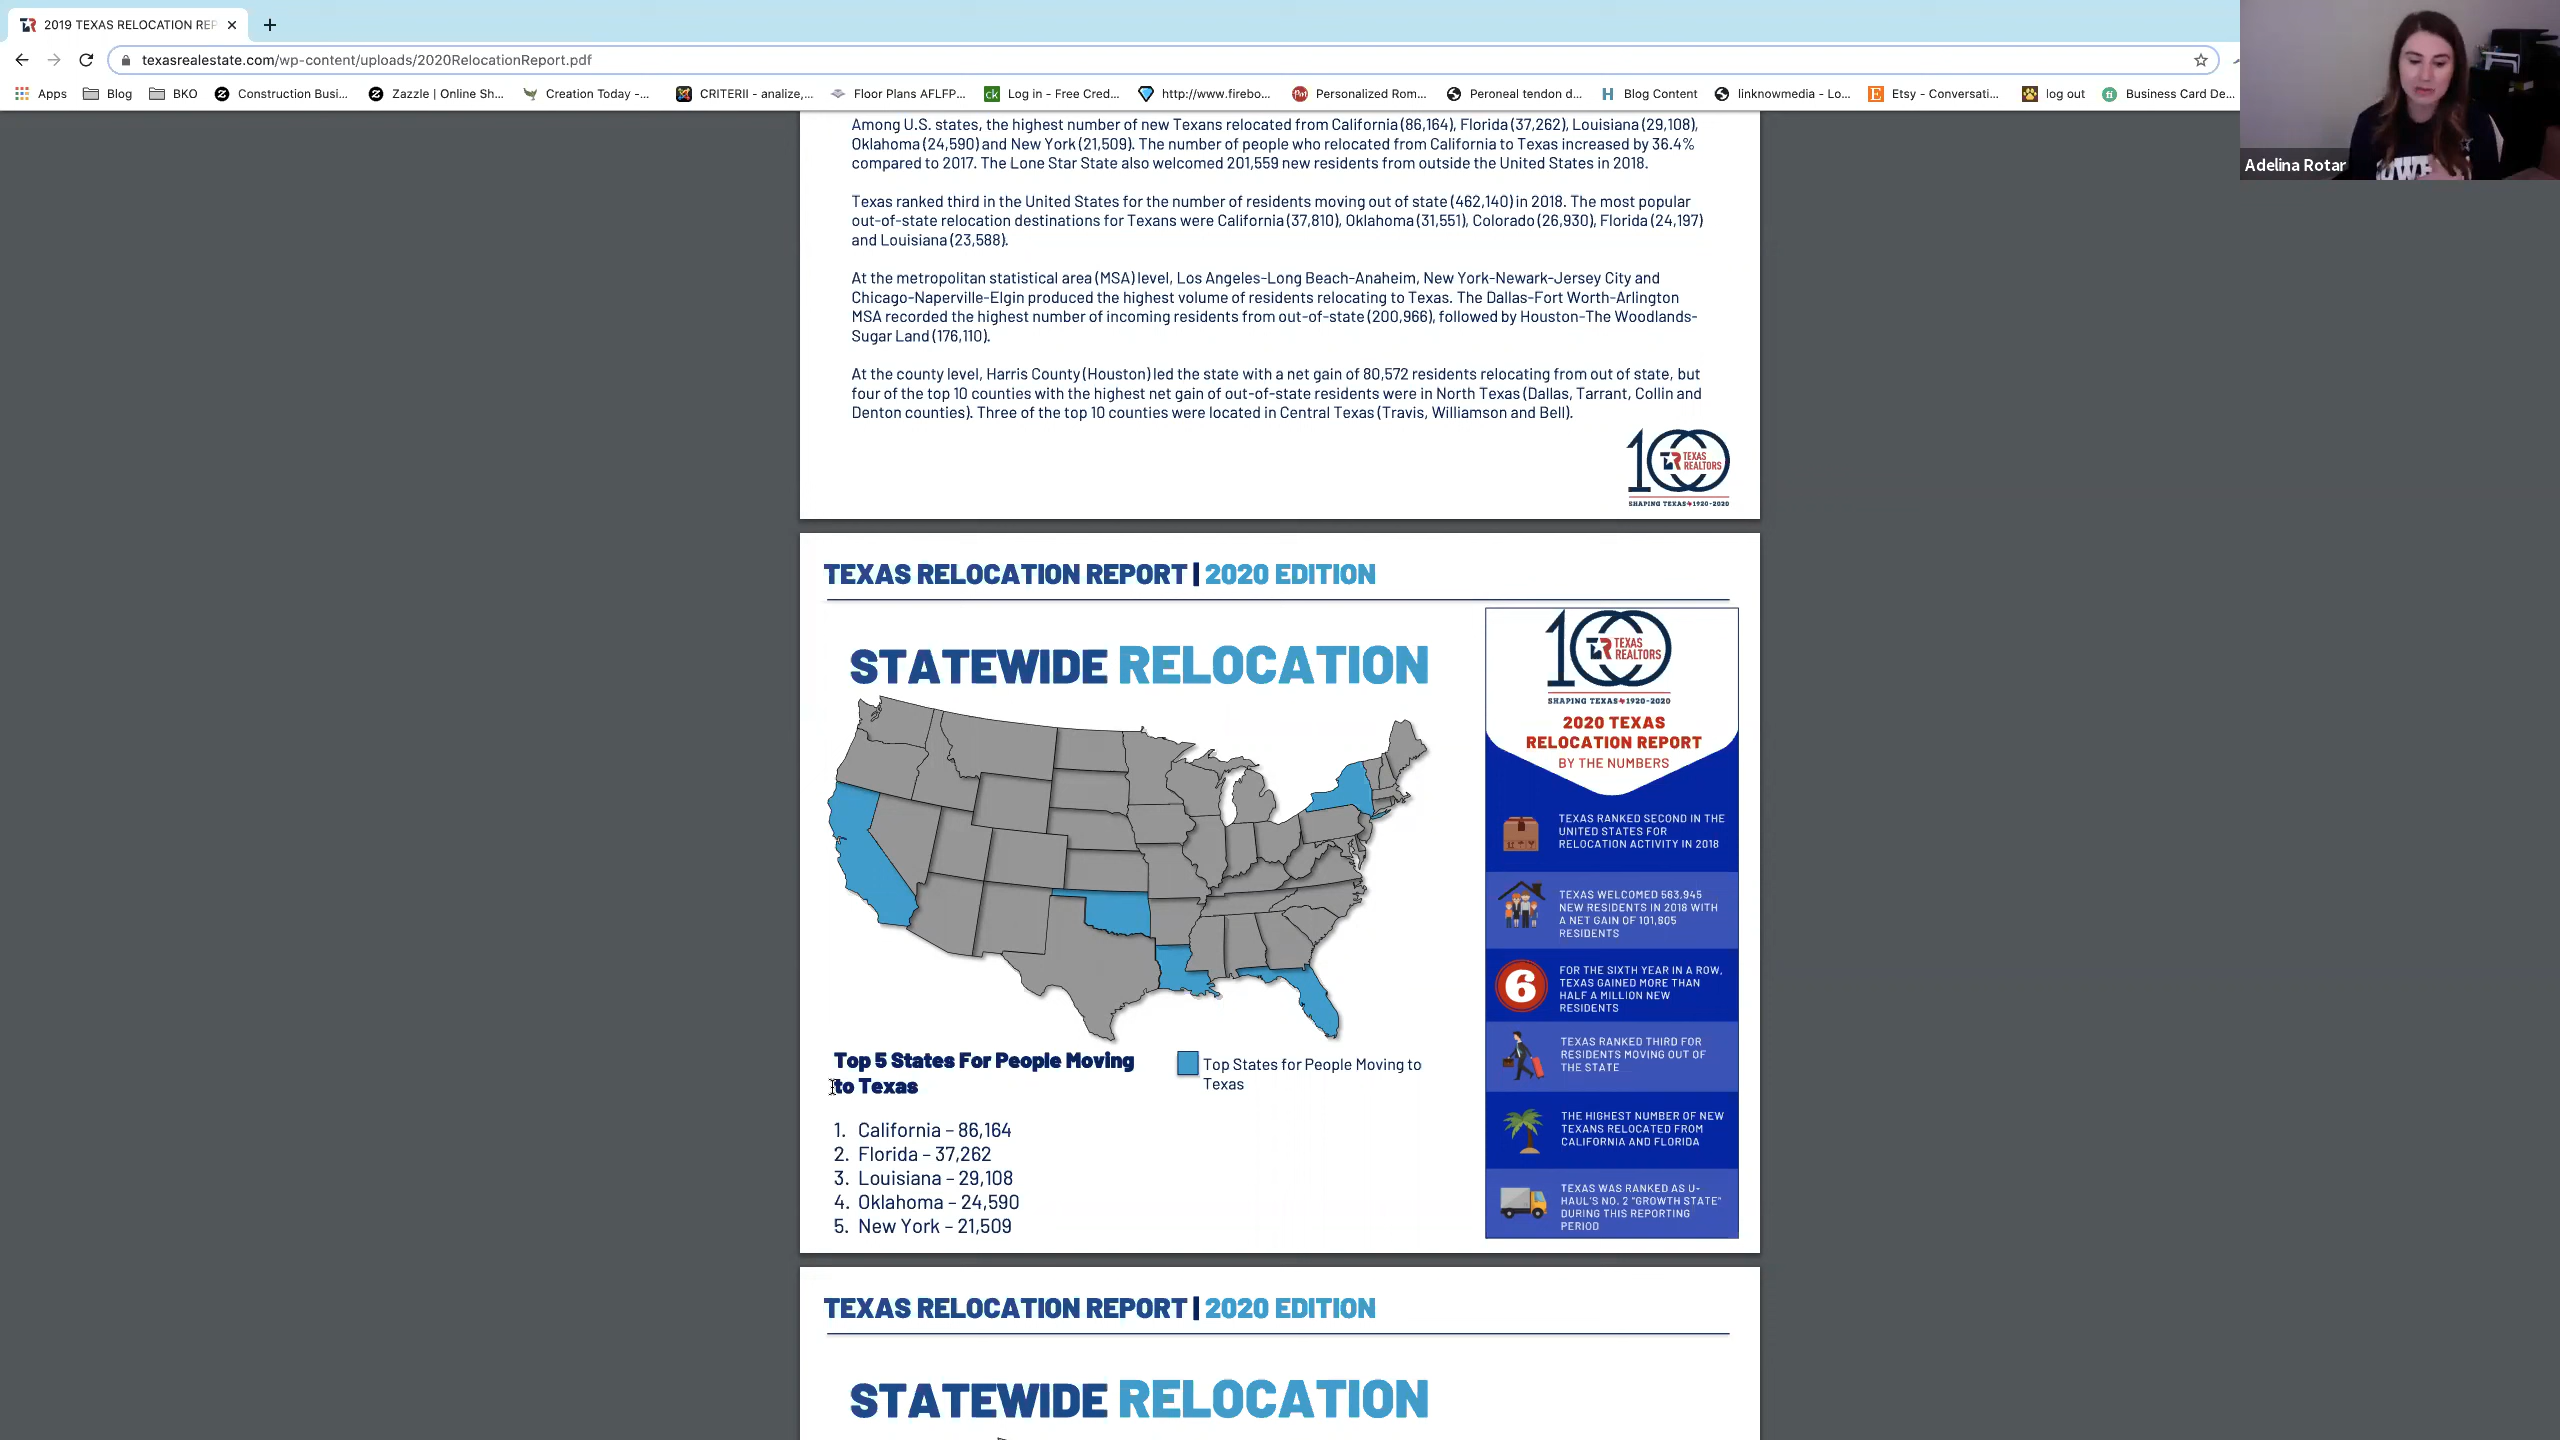 2019 TEXAS RELOCATION REP
texasrealestate.com/wp-content/uploads/2020RelocationReport.pdf
Apps Blog BKO Construction Busi... Zazzle | Online Sh... Creation Today -... CRITERII - analize,... Floor Plans AFLFP... Log in - Free Cred... http://www.firebo... Personalized Rom... Peroneal tendon d... Blog Content linknowmedia - Lo... Etsy - Conversati... log out Business Card De...
Adelina Rotar
Among U.S. states, the highest number of new Texans relocated from California (86,164), Florida (37,262), Louisiana (29,108),
Oklahoma (24,590) and New York (21,509). The number of people who relocated from California to Texas increased by 36.4%
compared to 2017. The Lone Star State also welcomed 201,559 new residents from outside the United States in 2018.
Texas ranked third in the United States for the number of residents moving out of state (462,140) in 2018. The most popular
out-of-state relocation destinations for Texans were California (37,810), Oklahoma (31,551), Colorado (26,930), Florida (24,197)
and Louisiana (23,588).
At the metropolitan statistical area (MSA) level, Los Angeles-Long Beach-Anaheim, New York-Newark-Jersey City and
Chicago-Naperville-Elgin produced the highest volume of residents relocating to Texas. The Dallas-Fort Worth-Arlington
MSA recorded the highest number of incoming residents from out-of-state (200,966), followed by Houston-The Woodlands-
Sugar Land (176,110).
At the county level, Harris County (Houston) led the state with a net gain of 80,572 residents relocating from out of state, but
four of the top 10 counties with the highest net gain of out-of-state residents were in North Texas (Dallas, Tarrant, Collin and
Denton counties). Three of the top 10 counties were located in Central Texas (Travis, Williamson and Bell).
100 TEXAS
REALTORS
SHAPING TEXAS 1920-2020
TEXAS RELOCATION REPORT | 2020 EDITION
STATEWIDE RELOCATION
Top 5 States For People Moving
to Texas
Top States for People Moving to
Texas
1. California – 86,164
2. Florida – 37,262
3. Louisiana – 29,108
4. Oklahoma – 24,590
5. New York – 21,509
100 TEXAS
REALTORS
SHAPING TEXAS 1920-2020
2020 TEXAS
RELOCATION REPORT
BY THE NUMBERS
TEXAS RANKED SECOND IN THE
UNITED STATES FOR
RELOCATION ACTIVITY IN 2018
TEXAS WELCOMED 563,945
NEW RESIDENTS IN 2018 WITH
A NET GAIN OF 101,805
RESIDENTS
6
FOR THE SIXTH YEAR IN A ROW,
TEXAS GAINED MORE THAN
HALF A MILLION NEW
RESIDENTS
TEXAS RANKED THIRD FOR
RESIDENTS MOVING OUT OF
THE STATE
THE HIGHEST NUMBER OF NEW
TEXANS RELOCATED FROM
CALIFORNIA AND FLORIDA
TEXAS WAS RANKED AS U-
HAUL'S NO. 2 "GROWTH STATE"
DURING THIS REPORTING
PERIOD
TEXAS RELOCATION REPORT | 2020 EDITION
STATEWIDE RELOCATION